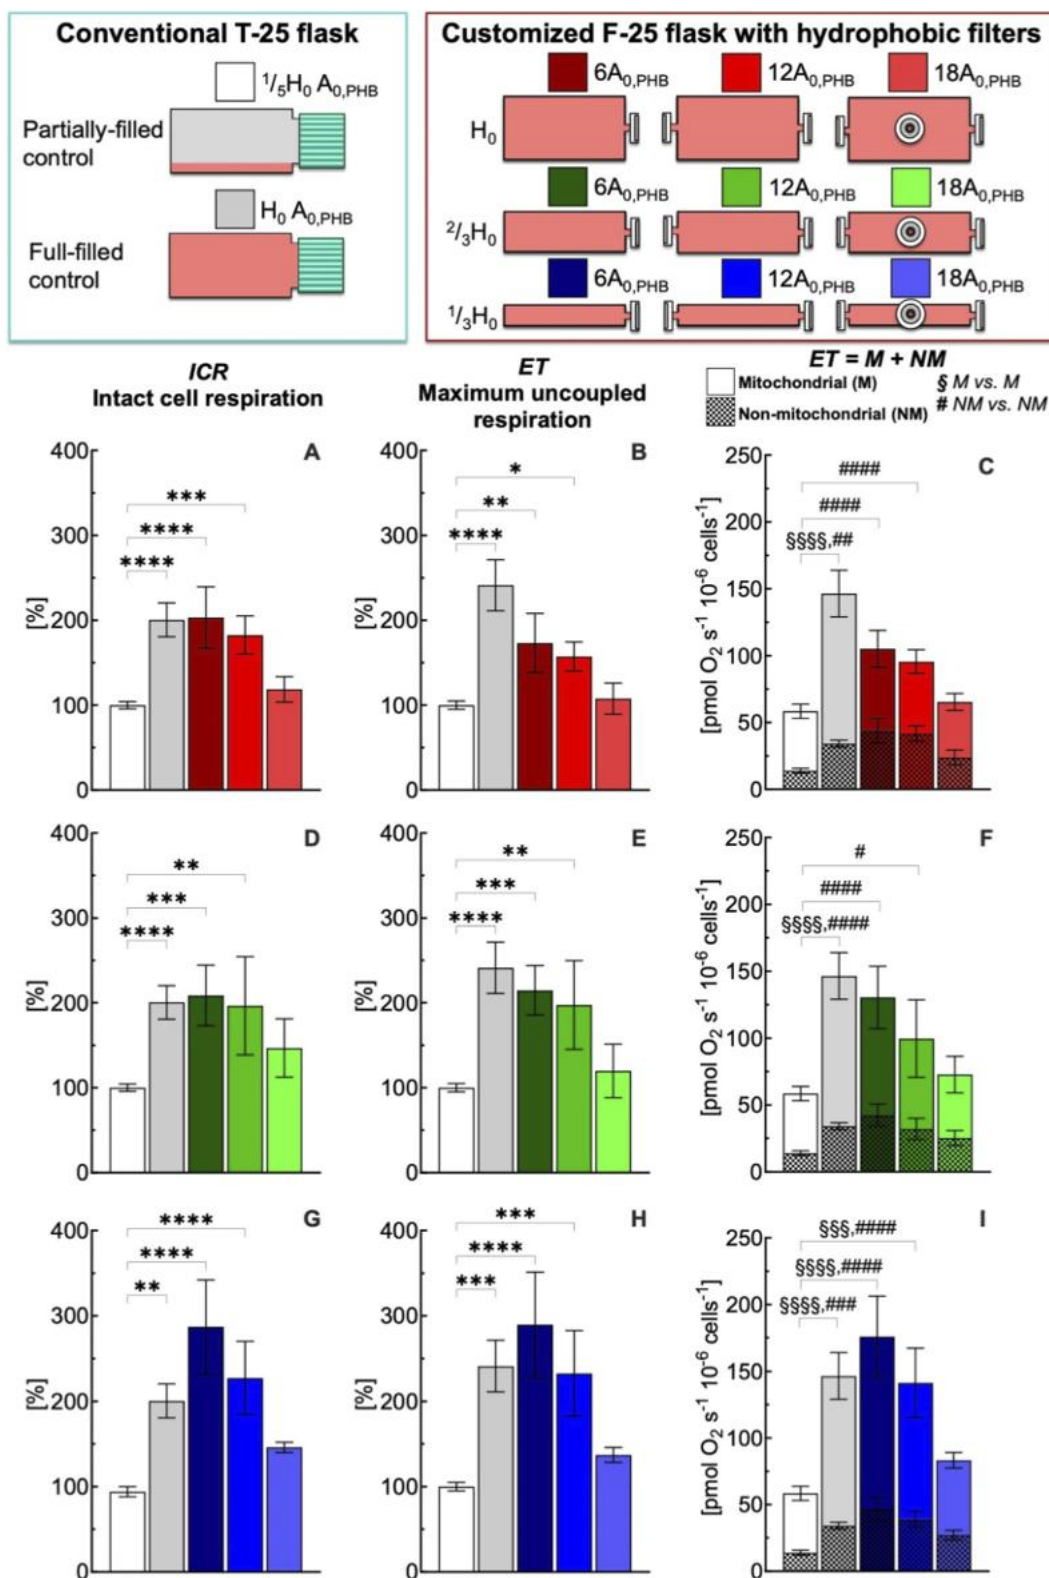 Conventional T-25 flask
¹/₅H₀ A₀,PHB
Partially-filled
control
H₀ A₀,PHB
Full-filled
control
Customized F-25 flask with hydrophobic filters
6A₀,PHB 12A₀,PHB 18A₀,PHB
H₀
6A₀,PHB 12A₀,PHB 18A₀,PHB
²/₃H₀
6A₀,PHB 12A₀,PHB 18A₀,PHB
¹/₃H₀
ICR
Intact cell respiration
ET
Maximum uncoupled
respiration
ET = M + NM
Mitochondrial (M) § M vs. M
Non-mitochondrial (NM) # NM vs. NM
A
[%]
400
300
200
100
0
***
****
****
B
[%]
400
300
200
100
0
*
**
****
C
[pmol O₂ s⁻¹ 10⁻⁶ cells⁻¹]
250
200
150
100
50
0
####
####
§§§§,##
D
[%]
400
300
200
100
0
**
***
****
E
[%]
400
300
200
100
0
**
***
****
F
[pmol O₂ s⁻¹ 10⁻⁶ cells⁻¹]
250
200
150
100
50
0
#
####
§§§§,####
G
[%]
400
300
200
100
0
****
****
**
H
[%]
400
300
200
100
0
***
****
***
I
[pmol O₂ s⁻¹ 10⁻⁶ cells⁻¹]
250
200
150
100
50
0
§§§,####
§§§§,####
§§§§,###